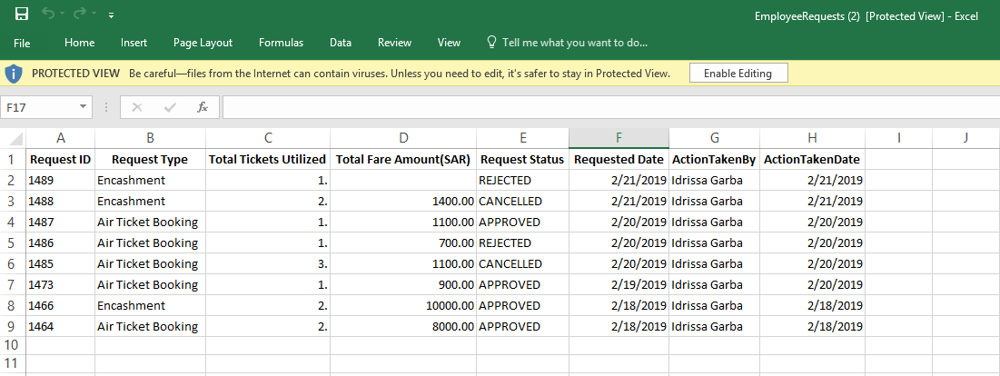 EmployeeRequests (2) [Protected View] - Excel
File Home Insert Page Layout Formulas Data Review View Tell me what you want to do...
PROTECTED VIEW Be careful—files from the Internet can contain viruses. Unless you need to edit, it's safer to stay in Protected View. Enable Editing
F17 fx
A B C D E F G H I J
1 Request ID Request Type Total Tickets Utilized Total Fare Amount(SAR) Request Status Requested Date ActionTakenBy ActionTakenDate
2 1489 Encashment 1. REJECTED 2/21/2019 Idrissa Garba 2/21/2019
3 1488 Encashment 2. 1400.00 CANCELLED 2/21/2019 Idrissa Garba 2/21/2019
4 1487 Air Ticket Booking 1. 1100.00 APPROVED 2/20/2019 Idrissa Garba 2/20/2019
5 1486 Air Ticket Booking 1. 700.00 REJECTED 2/20/2019 Idrissa Garba 2/20/2019
6 1485 Air Ticket Booking 3. 1100.00 CANCELLED 2/20/2019 Idrissa Garba 2/20/2019
7 1473 Air Ticket Booking 1. 900.00 APPROVED 2/19/2019 Idrissa Garba 2/20/2019
8 1466 Encashment 2. 10000.00 APPROVED 2/18/2019 Idrissa Garba 2/18/2019
9 1464 Air Ticket Booking 2. 8000.00 APPROVED 2/18/2019 Idrissa Garba 2/18/2019
10
11